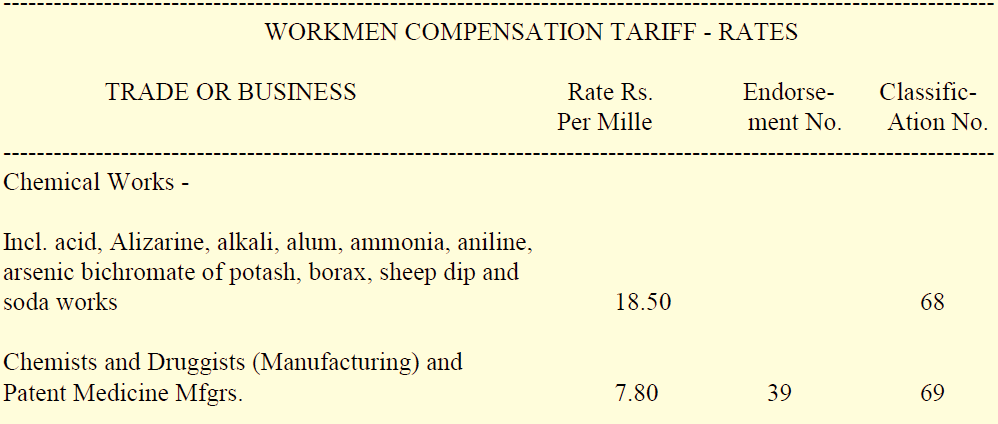 WORKMEN COMPENSATION TARIFF - RATES
TRADE OR BUSINESS Rate Rs. Endorse- Classific-
Per Mille ment No. Ation No.
Chemical Works -
Incl. acid, Alizarine, alkali, alum, ammonia, aniline,
arsenic bichromate of potash, borax, sheep dip and
soda works 18.50 68
Chemists and Druggists (Manufacturing) and
Patent Medicine Mfgrs. 7.80 39 69